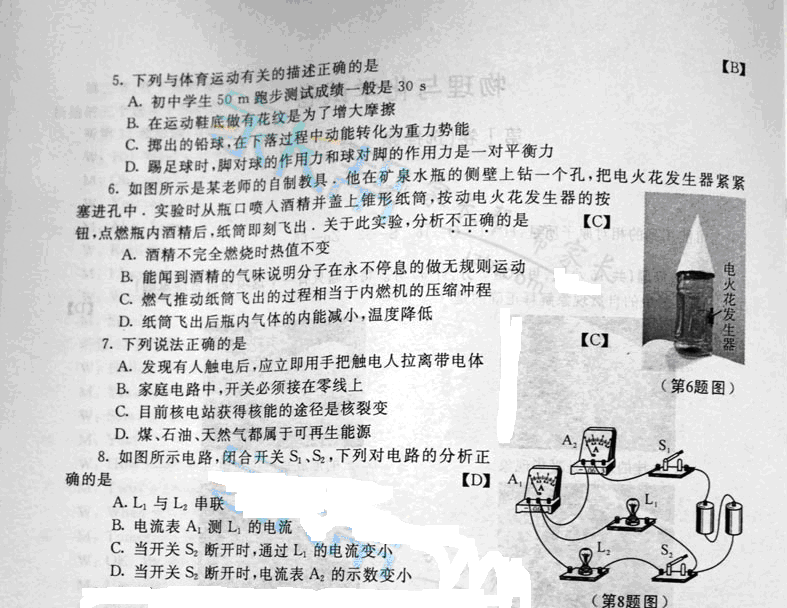 5. 下列与体育运动有关的描述正确的是 【B】
A. 初中学生 50 m 跑步测试成绩一般是 30 s
B. 在运动鞋底做有花纹是为了增大摩擦
C. 掷出的铅球,在下落过程中动能转化为重力势能
D. 踢足球时,脚对球的作用力和球对脚的作用力是一对平衡力
6. 如图所示是某老师的自制教具. 他在矿泉水瓶的侧壁上钻一个孔,把电火花发生器紧紧
塞进孔中. 实验时从瓶口喷入酒精并盖上锥形纸筒,按动电火花发生器的按
钮,点燃瓶内酒精后,纸筒即刻飞出. 关于此实验,分析不正确的是 【C】
A. 酒精不完全燃烧时热值不变
B. 能闻到酒精的气味说明分子在永不停息的做无规则运动
C. 燃气推动纸筒飞出的过程相当于内燃机的压缩冲程
D. 纸筒飞出后瓶内气体的内能减小,温度降低
电火花发生器
(第6题图)
7. 下列说法正确的是 【C】
A. 发现有人触电后,应立即用手把触电人拉离带电体
B. 家庭电路中,开关必须接在零线上
C. 目前核电站获得核能的途径是核裂变
D. 煤、石油、天然气都属于可再生能源
8. 如图所示电路,闭合开关 S₁、S₂,下列对电路的分析正
确的是 【D】
A. L₁ 与 L₂ 串联
B. 电流表 A₁ 测 L₁ 的电流
C. 当开关 S₂ 断开时,通过 L₁ 的电流变小
D. 当开关 S₂ 断开时,电流表 A₂ 的示数变小
A₂
S₁
A₁
L₁
L₂
S₂
(第8题图)